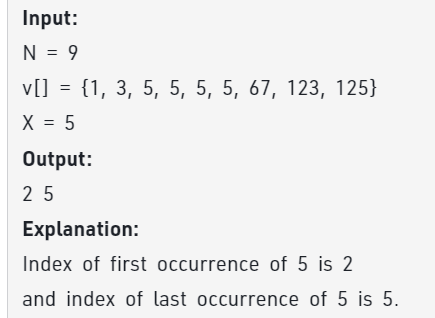 Input:
N = 9
v[] = {1, 3, 5, 5, 5, 5, 67, 123, 125}
X = 5
Output:
2 5
Explanation:
Index of first occurrence of 5 is 2
and index of last occurrence of 5 is 5.